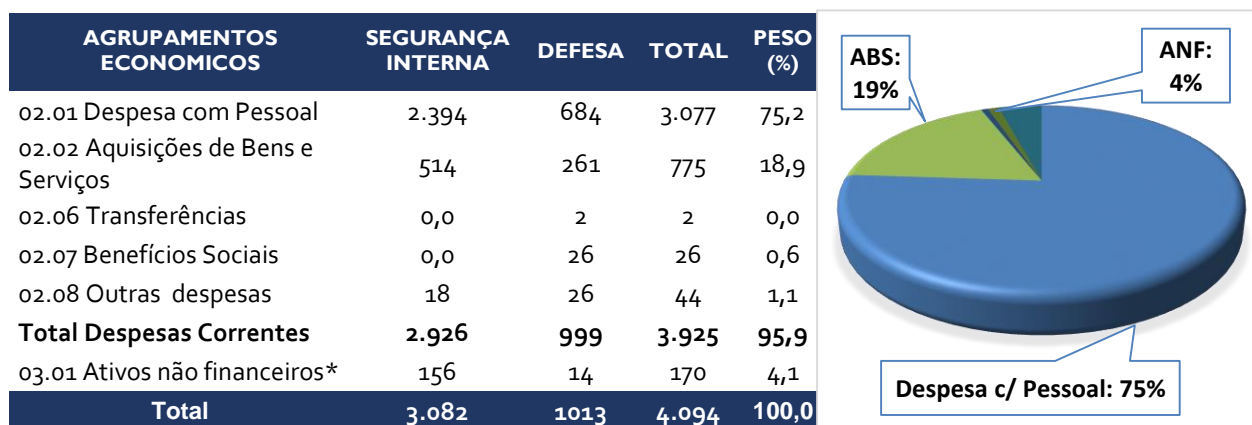 AGRUPAMENTOS ECONOMICOS SEGURANÇA INTERNA DEFESA TOTAL PESO (%)
02.01 Despesa com Pessoal 2.394 684 3.077 75,2
02.02 Aquisições de Bens e Serviços 514 261 775 18,9
02.06 Transferências 0,0 2 2 0,0
02.07 Benefícios Sociais 0,0 26 26 0,6
02.08 Outras despesas 18 26 44 1,1
Total Despesas Correntes 2.926 999 3.925 95,9
03.01 Ativos não financeiros* 156 14 170 4,1
Total 3.082 1013 4.094 100,0
ABS:
19%
ANF:
4%
Despesa c/ Pessoal: 75%